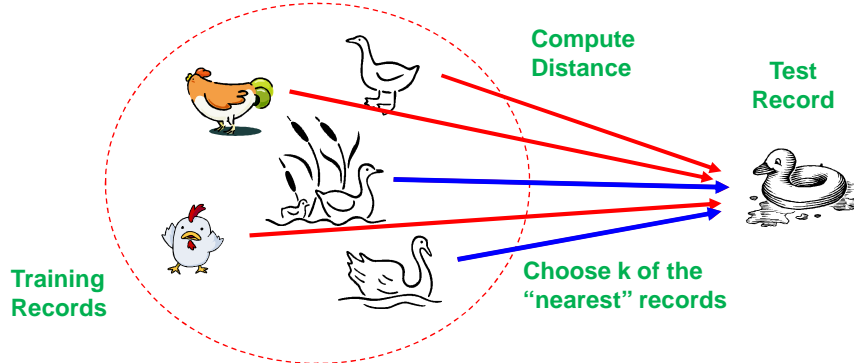 Compute
Distance
Test
Record
Training
Records
Choose k of the
“nearest” records